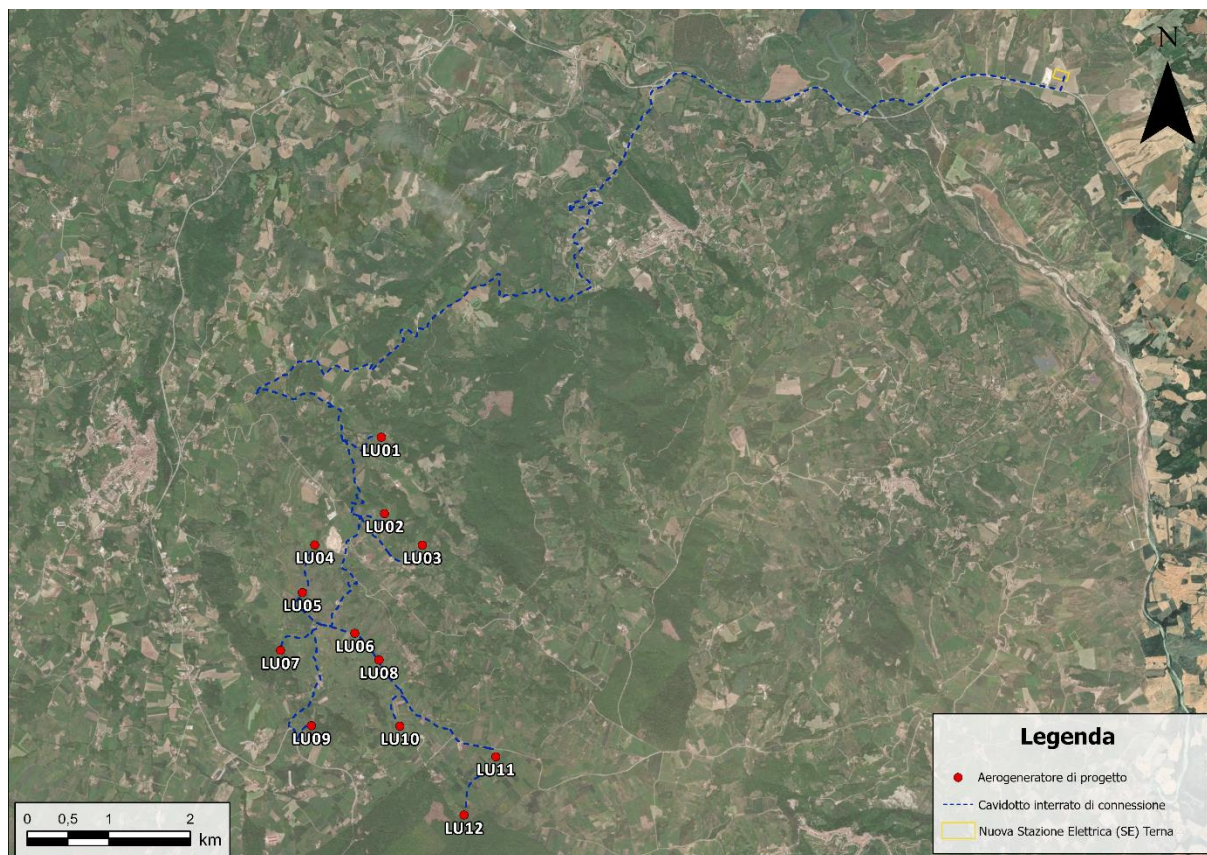 N
LU01
LU02
LU03
LU04
LU05
LU06
LU07
LU08
LU09
LU10
LU11
LU12
Legenda
Aerogeneratore di progetto
Cavidotto interrato di connessione
Nuova Stazione Elettrica (SE) Terna
0 0,5 1 2
km